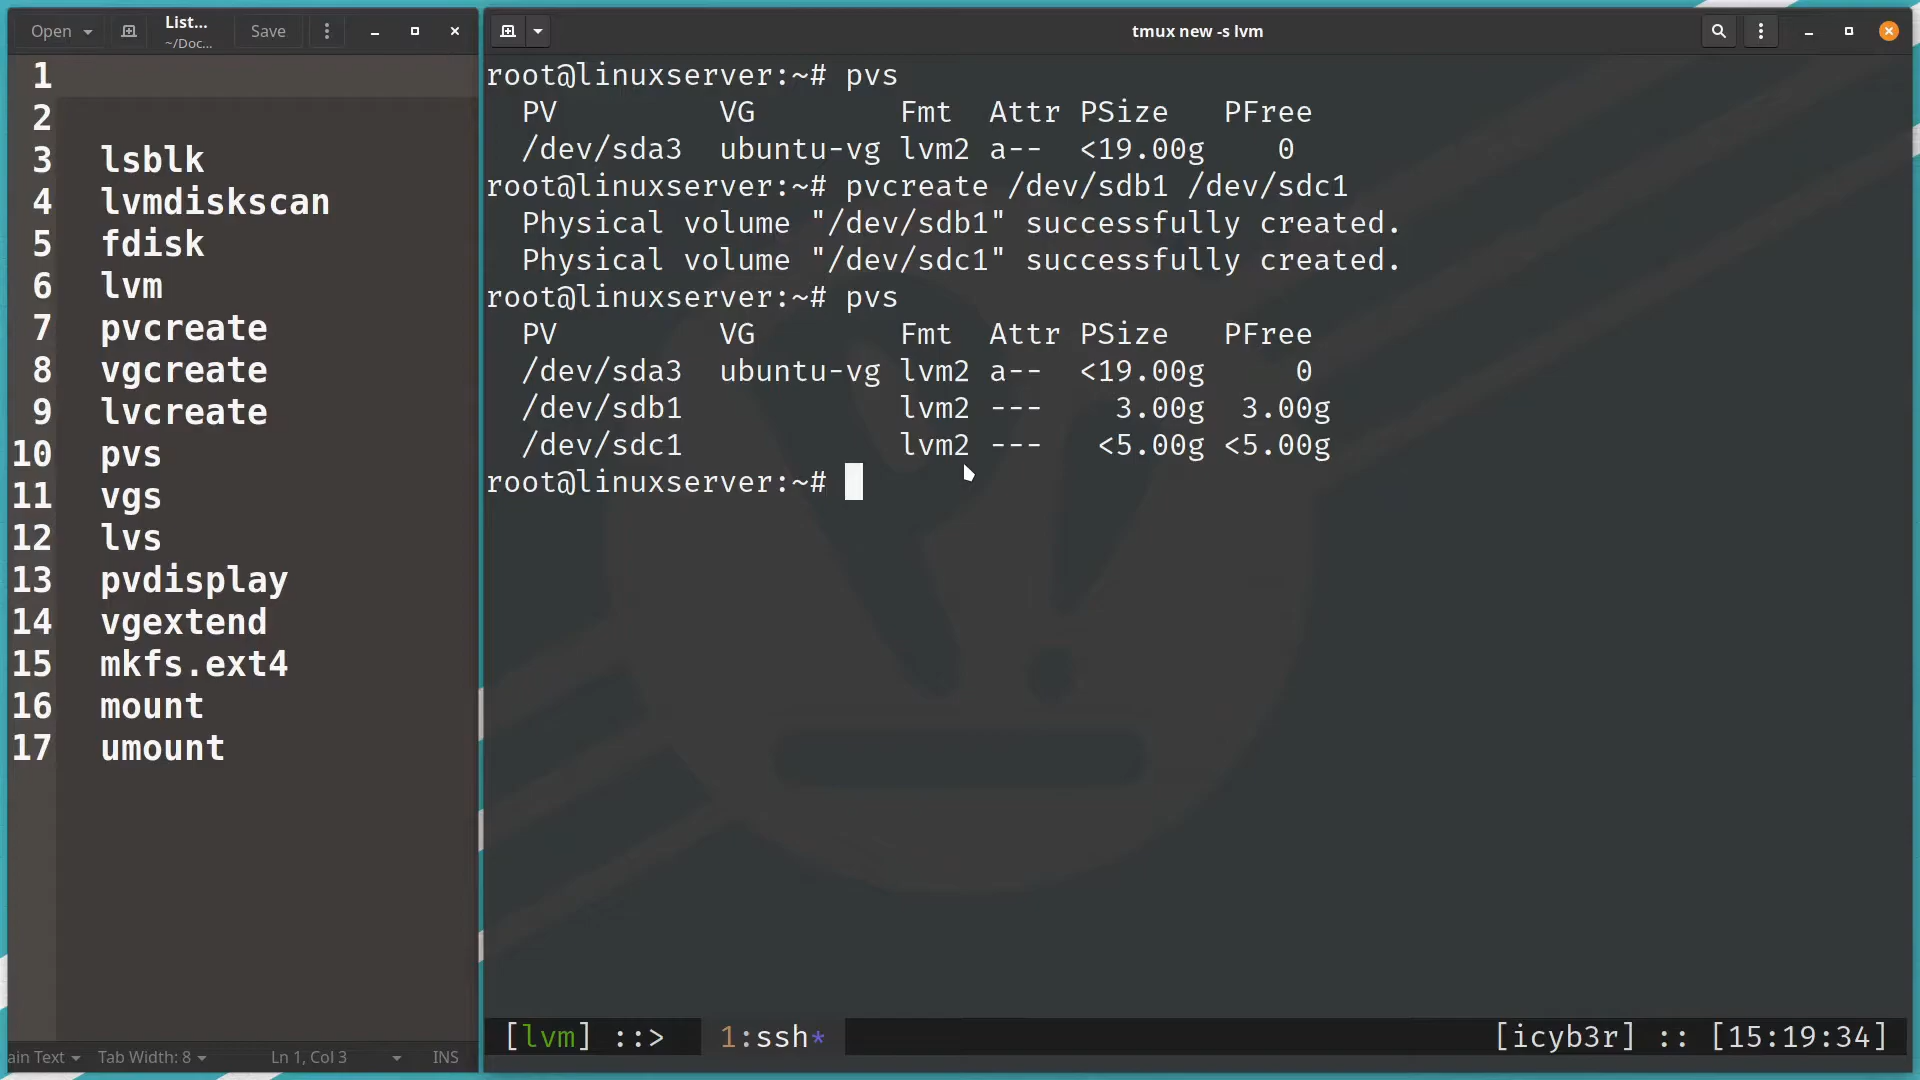 Open
List...
~/Doc...
Save
1
2
3 lsblk
4 lvmdiskscan
5 fdisk
6 lvm
7 pvcreate
8 vgcreate
9 lvcreate
10 pvs
11 vgs
12 lvs
13 pvdisplay
14 vgextend
15 mkfs.ext4
16 mount
17 umount
ain Text Tab Width: 8 Ln 1, Col 3 INS
tmux new -s lvm
root@linuxserver:~# pvs
PV VG Fmt Attr PSize PFree
/dev/sda3 ubuntu-vg lvm2 a-- <19.00g 0
root@linuxserver:~# pvcreate /dev/sdb1 /dev/sdc1
Physical volume "/dev/sdb1" successfully created.
Physical volume "/dev/sdc1" successfully created.
root@linuxserver:~# pvs
PV VG Fmt Attr PSize PFree
/dev/sda3 ubuntu-vg lvm2 a-- <19.00g 0
/dev/sdb1 lvm2 --- 3.00g 3.00g
/dev/sdc1 lvm2 --- <5.00g <5.00g
root@linuxserver:~#
[lvm] ::> 1:ssh* [icyb3r] :: [15:19:34]